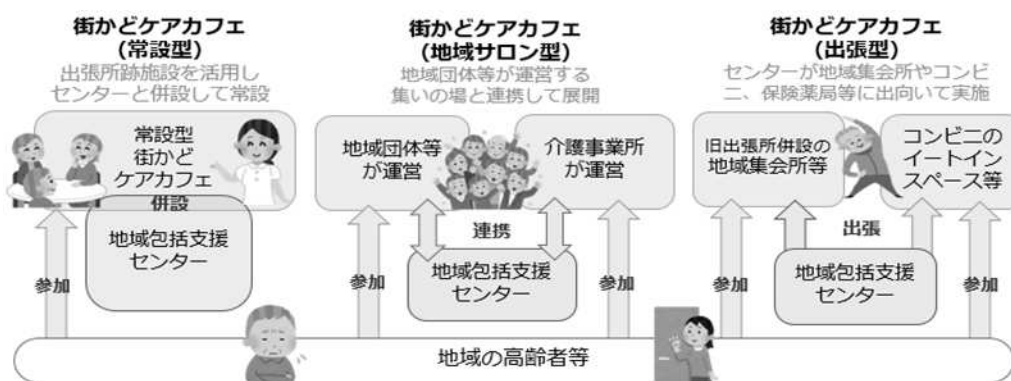 街かどケアカフェ
(常設型)
出張所跡施設を活用し
センターと併設して常設
常設型
街かど
ケアカフェ
併設
地域包括支援
センター
参加
街かどケアカフェ
(地域サロン型)
地域団体等が運営する
集いの場と連携して展開
地域団体等
が運営
介護事業所
が運営
連携
地域包括支援
センター
参加
参加
街かどケアカフェ
(出張型)
センターが地域集会所やコンビ
ニ、保険薬局等に出向いて実施
旧出張所併設の
地域集会所等
コンビニの
イートイン
スペース等
出張
地域包括支援
センター
参加
参加
地域の高齢者等